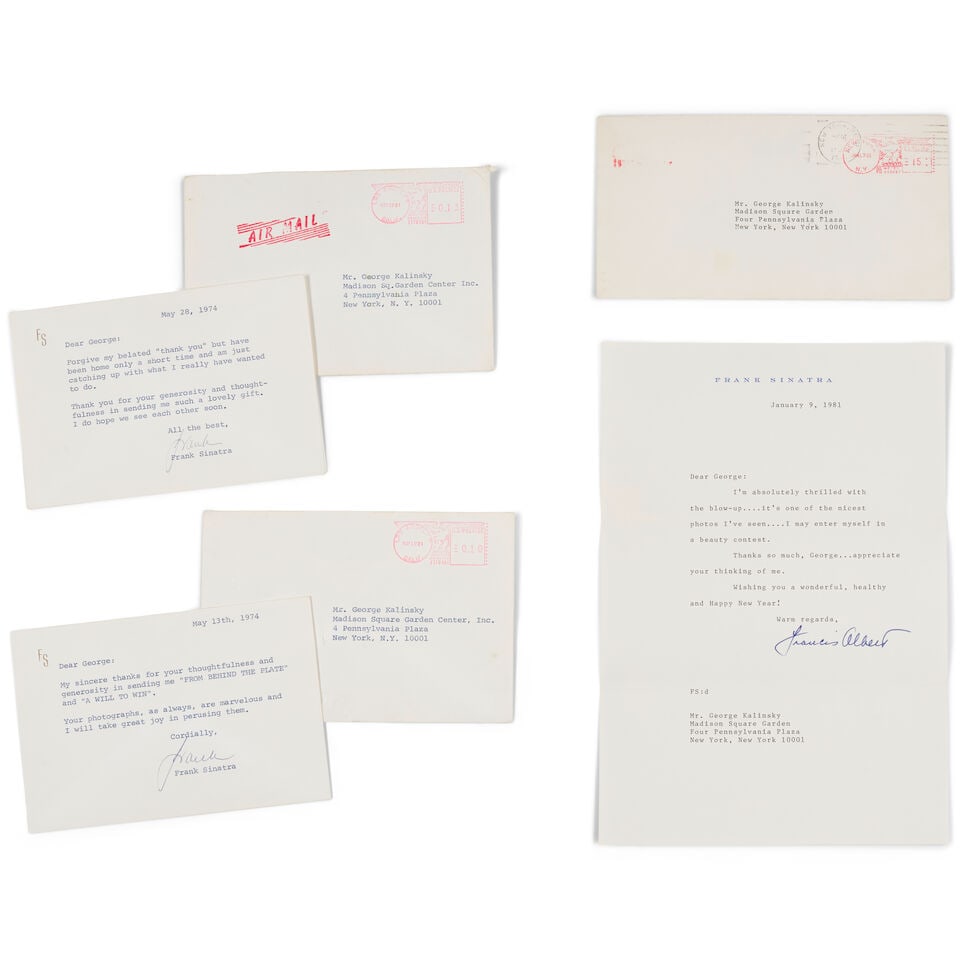 AIR MAIL
CALIF
50.13
Mr. George Kalinsky
Madison Sq.Garden Center Inc.
4 Pennsylvania Plaza
New York, N. Y. 10001
FS
May 28, 1974
Dear George:
Forgive my belated "thank you" but have
been home only a short time and am just
catching up with what I really have wanted
to do.
Thank you for your generosity and thought-
fulness in sending me such a lovely gift.
I do hope we see each other soon.
All the best,
Frank
Frank Sinatra
CALIF
0.10
Mr. George Kalinsky
Madison Square Garden Center, Inc.
4 Pennsylvania Plaza
New York, N.Y. 10001
FS
May 13th, 1974
Dear George:
My sincere thanks for your thoughtfulness and
generosity in sending me "FROM BEHIND THE PLATE"
and "A WILL TO WIN".
Your photographs, as always, are marvelous and
I will take great joy in perusing them.
Cordially,
Frank
Frank Sinatra
NEW
N.Y.
15
Mr. George Kalinsky
Madison Square Garden
Four Pennsylvania Plaza
New York, New York 10001
FRANK SINATRA
January 9, 1981
Dear George:
I'm absolutely thrilled with
the blow-up....it's one of the nicest
photos I've seen....I may enter myself in
a beauty contest.
Thanks so much, George...appreciate
your thinking of me.
Wishing you a wonderful, healthy
and Happy New Year!
Warm regards,
Francis Albert
FS:d
Mr. George Kalinsky
Madison Square Garden
Four Pennsylvania Plaza
New York, New York 10001